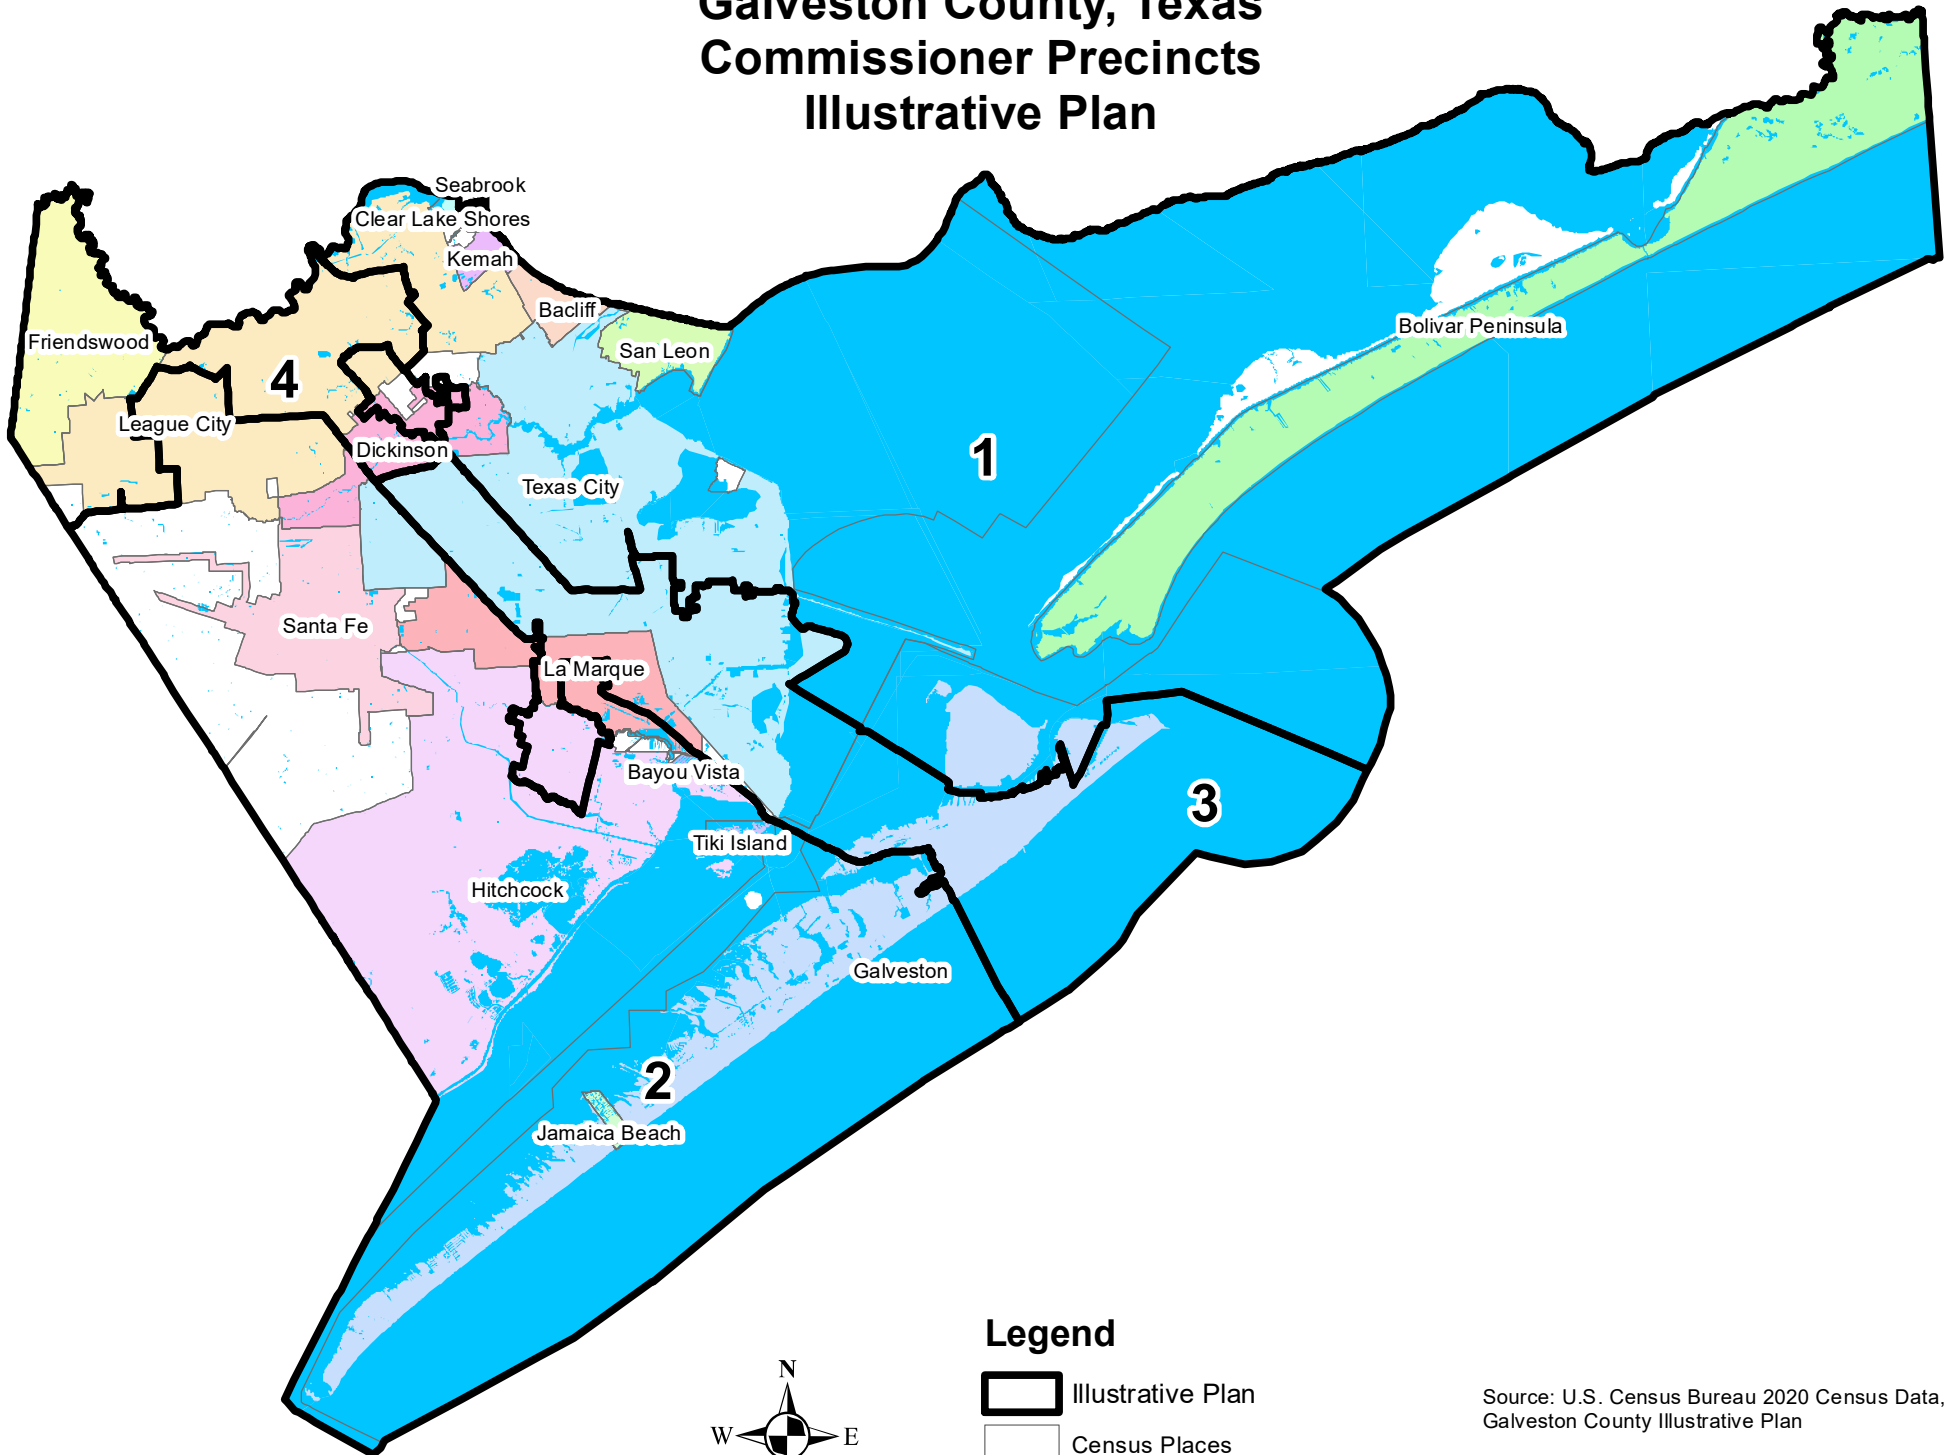 Galveston County, Texas
Commissioner Precincts
Illustrative Plan
Seabrook
Clear Lake Shores
Kemah
Bacliff
Friendswood
San Leon
Bolivar Peninsula
4
League City
Dickinson
1
Texas City
Santa Fe
La Marque
Bayou Vista
3
Tiki Island
Hitchcock
Galveston
2
Jamaica Beach
Legend
Illustrative Plan
Census Places
N
W
E
Source: U.S. Census Bureau 2020 Census Data,
Galveston County Illustrative Plan